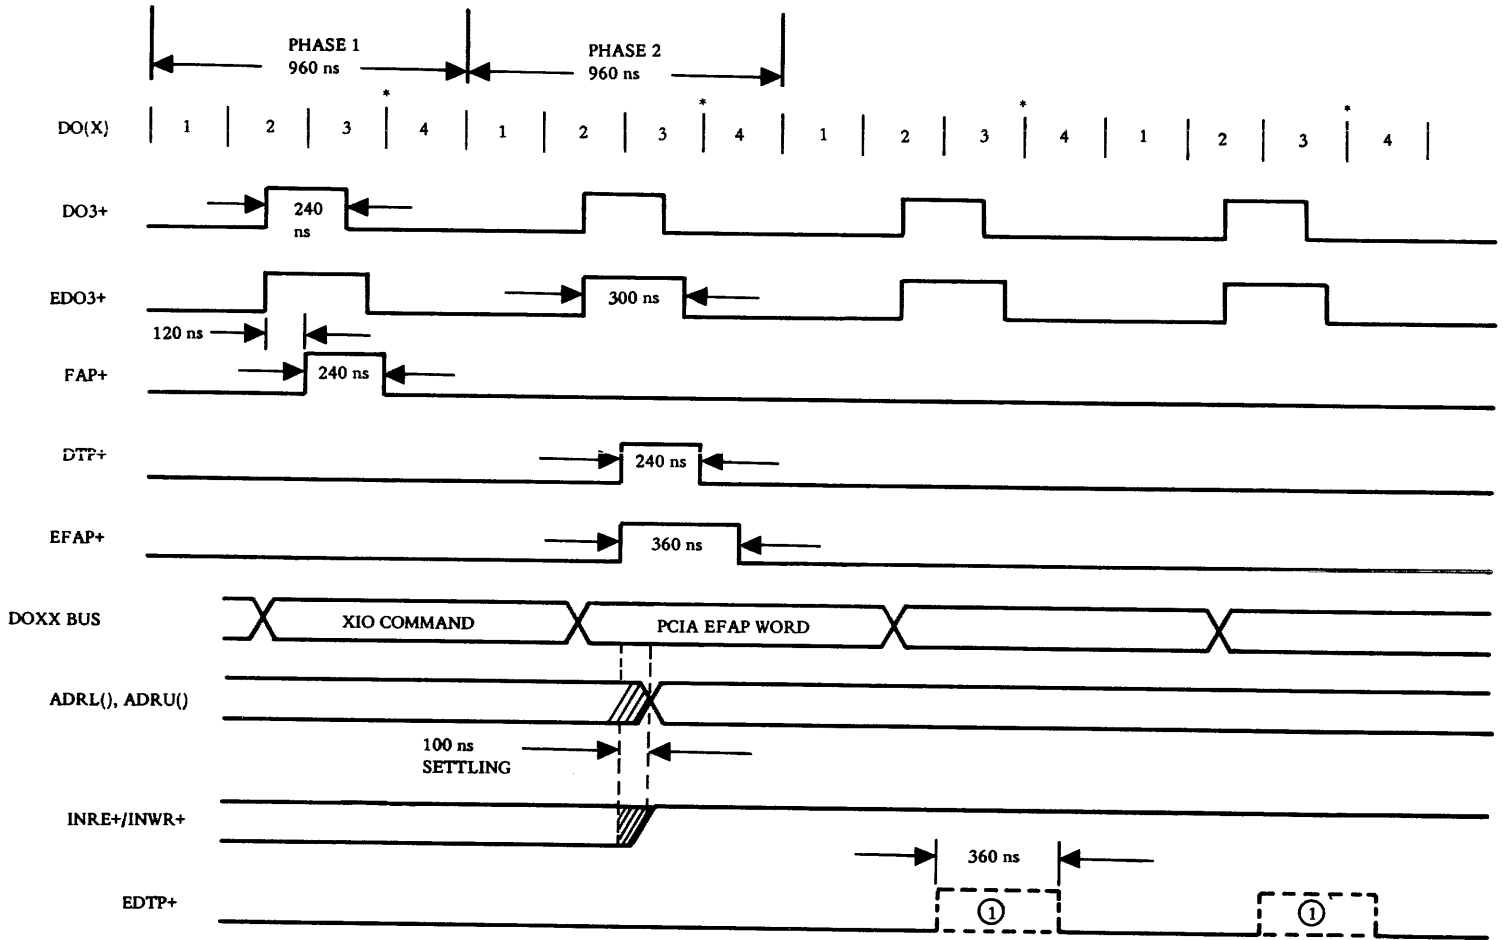 PHASE 1
960 ns
PHASE 2
960 ns
* * * *
DO(X) 1 2 3 4 1 2 3 4 1 2 3 4 1 2 3 4
DO3+ 240
ns
EDO3+ 300 ns
120 ns
FAP+ 240 ns
DTP+ 240 ns
EFAP+ 360 ns
DOXX BUS XIO COMMAND PCIA EFAP WORD
ADRL(), ADRU()
100 ns
SETTLING
INRE+/INWR+
360 ns
EDTP+ 1 1